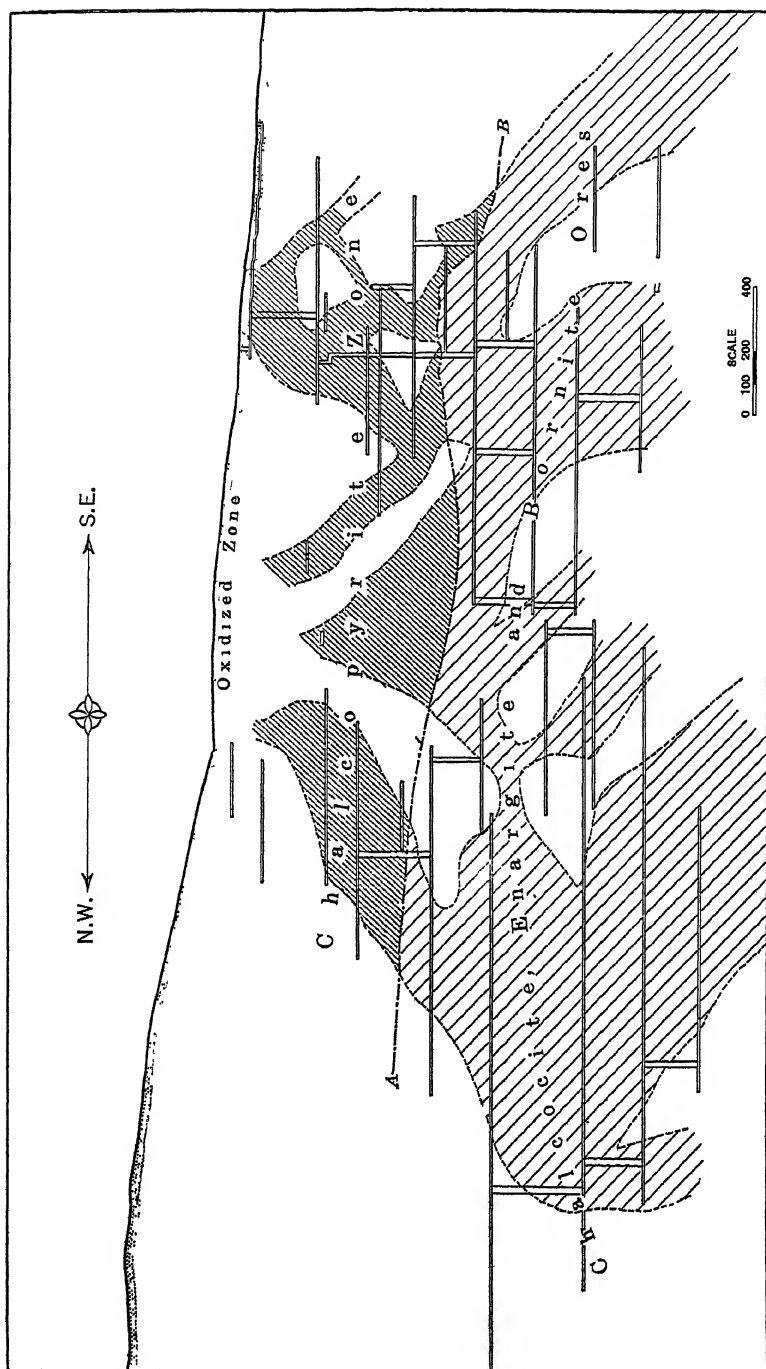 N.W.
S.E.
Oxidized Zone
Chalcopyrite Zone
A
B
Chalcocite, Enargite and Bornite Ores
SCALE
0 100 200 400